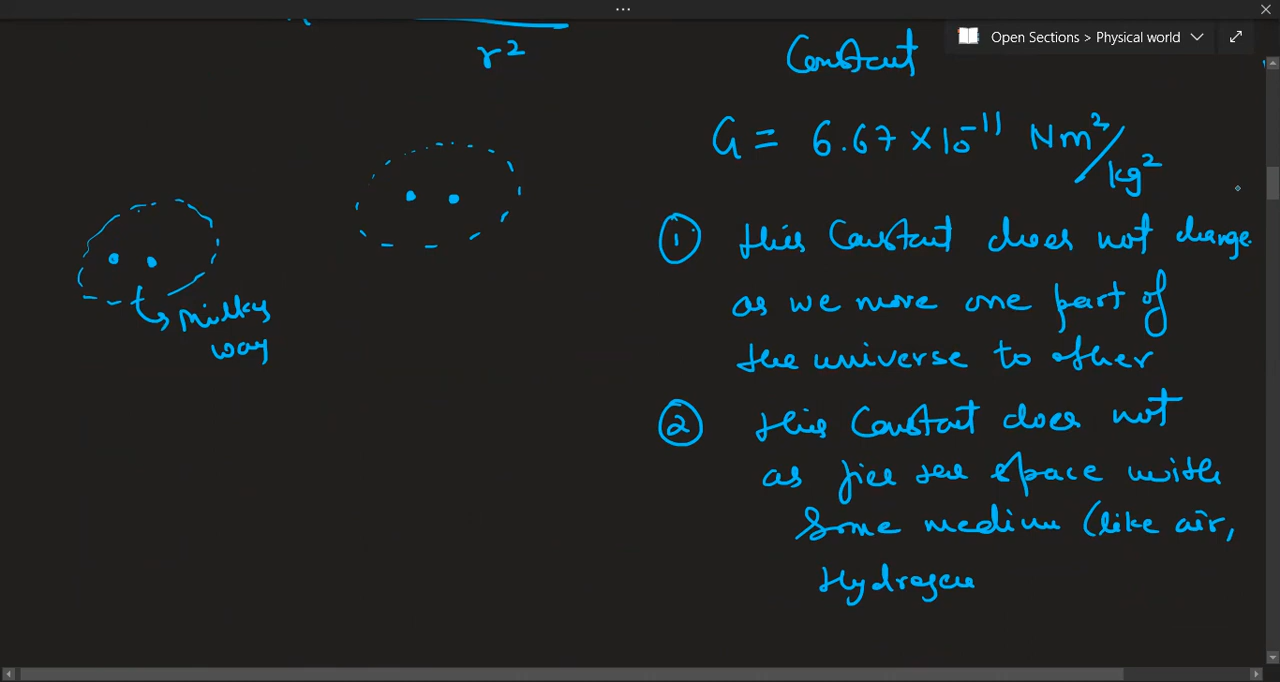 r²
Constant
Open Sections > Physical world
G = 6.67 × 10⁻¹¹ Nm²/kg²
① this Constant does not change
as we move one part of
the universe to other
② this Constant does not
as fill the space with
Some medium (like air,
Hydrogen
Milky
way